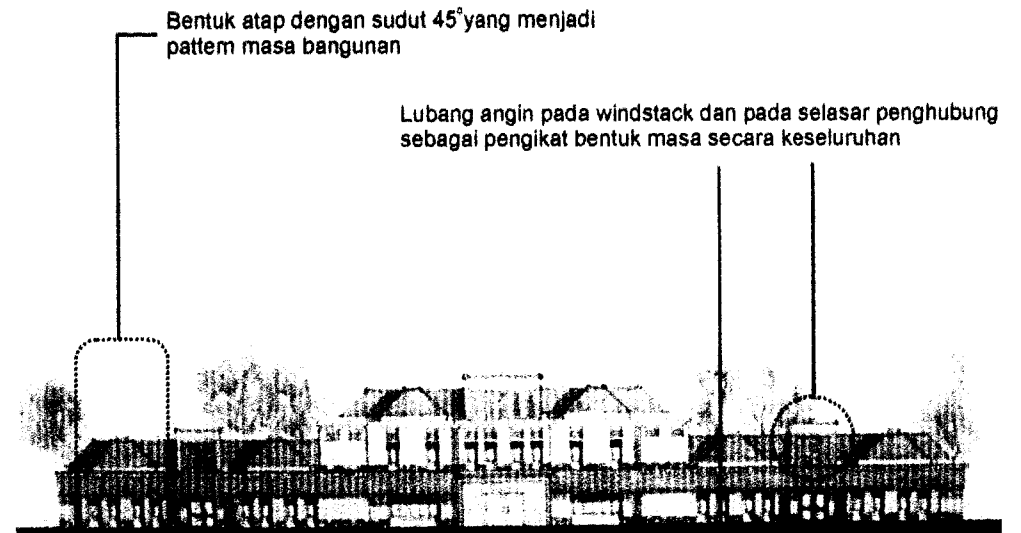 Bentuk atap dengan sudut 45°yang menjadi
pattem masa bangunan
Lubang angin pada windstack dan pada selasar penghubung
sebagai pengikat bentuk masa secara keseluruhan